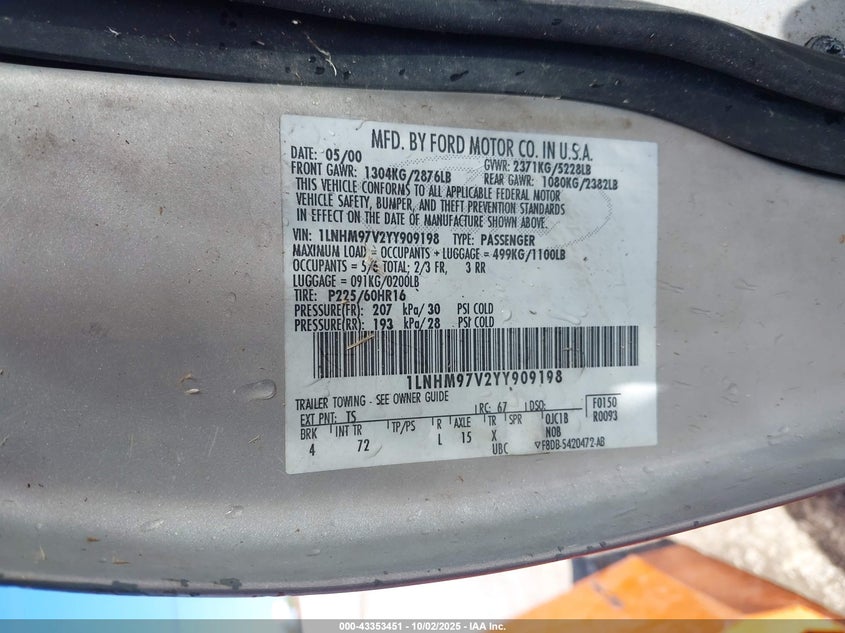 MFD. BY FORD MOTOR CO. IN U.S.A.
DATE: 05/00 GVWR: 2371KG/5228LB
FRONT GAWR: 1304KG/2876LB REAR GAWR: 1080KG/2382LB
THIS VEHICLE CONFORMS TO ALL APPLICABLE FEDERAL MOTOR
VEHICLE SAFETY, BUMPER, AND THEFT PREVENTION STANDARDS
IN EFFECT ON THE DATE OF MANUFACTURE SHOWN ABOVE.
VIN: 1LNHM97V2YY909198 TYPE: PASSENGER
MAXIMUM LOAD = OCCUPANTS + LUGGAGE = 499KG/1100LB
OCCUPANTS = 5/6 TOTAL; 2/3 FR, 3 RR
LUGGAGE = 091KG/0200LB
TIRE: P225/60HR16
PRESSURE(FR) 207 kPa/30 PSI COLD
PRESSURE(RR) 193 kPa/28 PSI COLD
1LNHM97V2YY909198
TRAILER TOWING - SEE OWNER GUIDE
EXT PNT: TS RC: 67 DSO: F0150
BRK INT TR TP/PS R AXLE TR SPR 0JC1B R0093
4 72 L 15 X N0B
UBC F8DB-5420472-AB
000-43353451 - 10/02/2025 - IAA Inc.